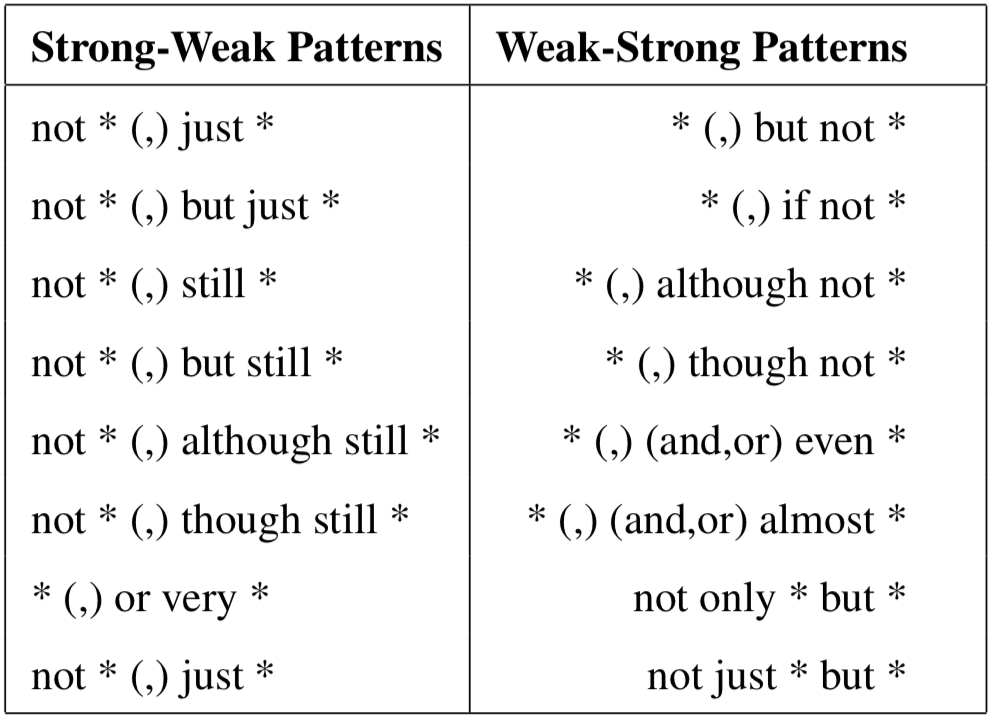 Strong-Weak Patterns Weak-Strong Patterns
not * (,) just * * (,) but not *
not * (,) but just * * (,) if not *
not * (,) still * * (,) although not *
not * (,) but still * * (,) though not *
not * (,) although still * * (,) (and,or) even *
not * (,) though still * * (,) (and,or) almost *
* (,) or very * not only * but *
not * (,) just * not just * but *